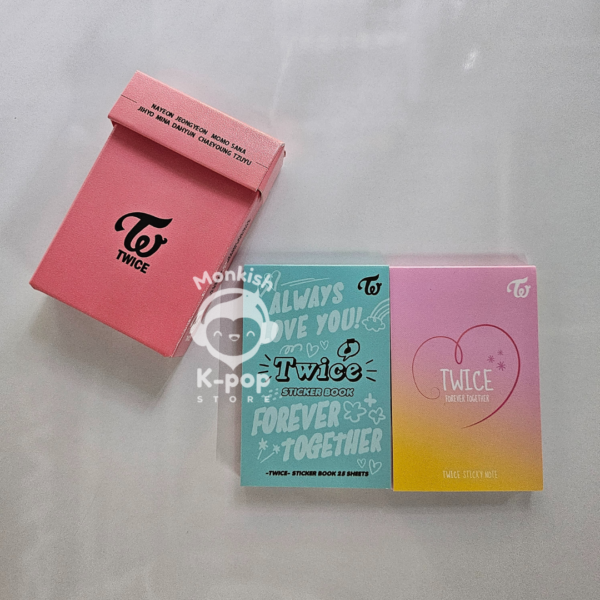 NAYEON JEONGYEON MOMO SANA
JIHYO MINA DAHYUN CHAEYOUNG TZUYU
TWICE
Monkish
K-pop
STORE
ALWAYS
LOVE YOU!
Twice
STICKER BOOK
FOREVER
TOGETHER
-TWICE- STICKER BOOK 25 SHEETS
TWICE
FOREVER TOGETHER
TWICE STICKY NOTE